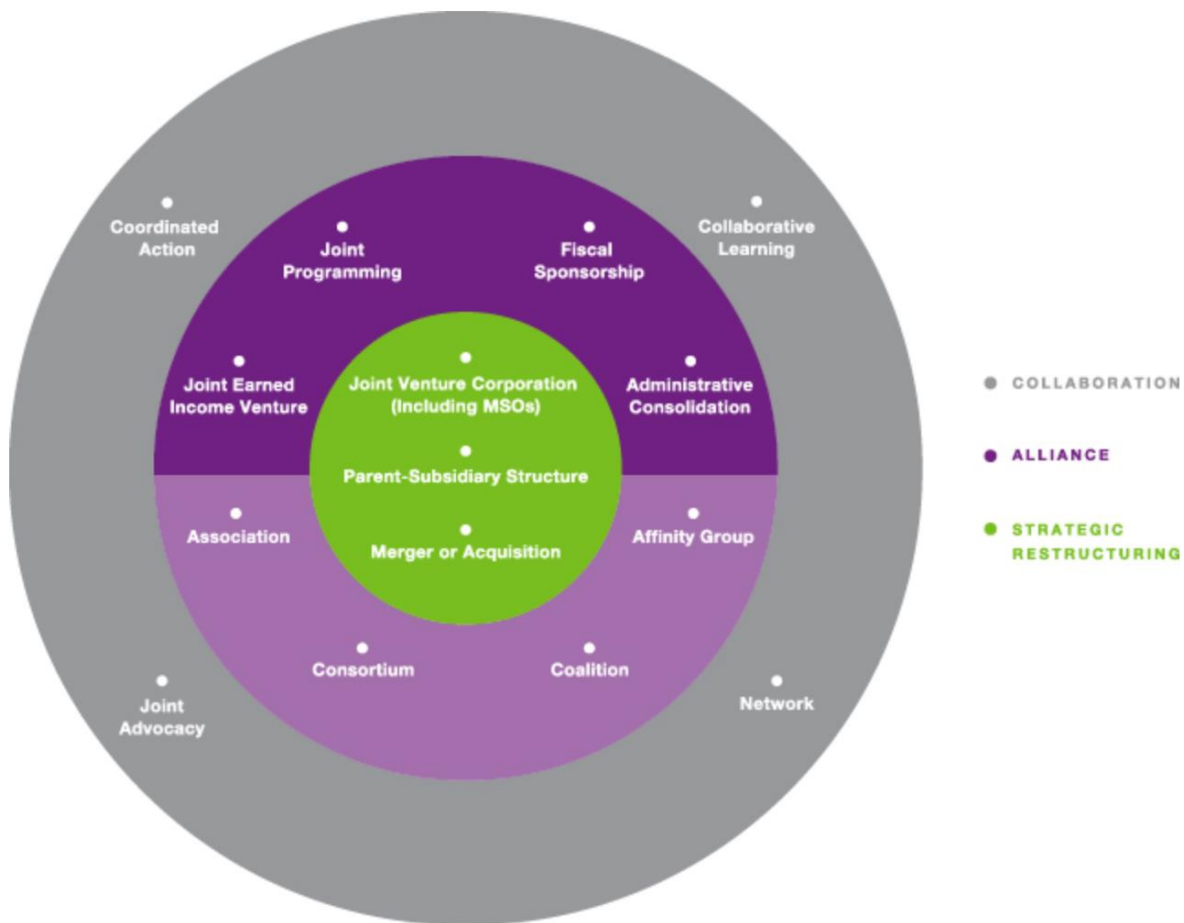 Coordinated
Action
Collaborative
Learning
Joint
Programming
Fiscal
Sponsorship
Joint Earned
Income Venture
Joint Venture Corporation
(Including MSOs)
Administrative
Consolidation
Parent-Subsidiary Structure
Association
Merger or Acquisition
Affinity Group
Consortium
Coalition
Joint
Advocacy
Network
COLLABORATION
ALLIANCE
STRATEGIC
RESTRUCTURING